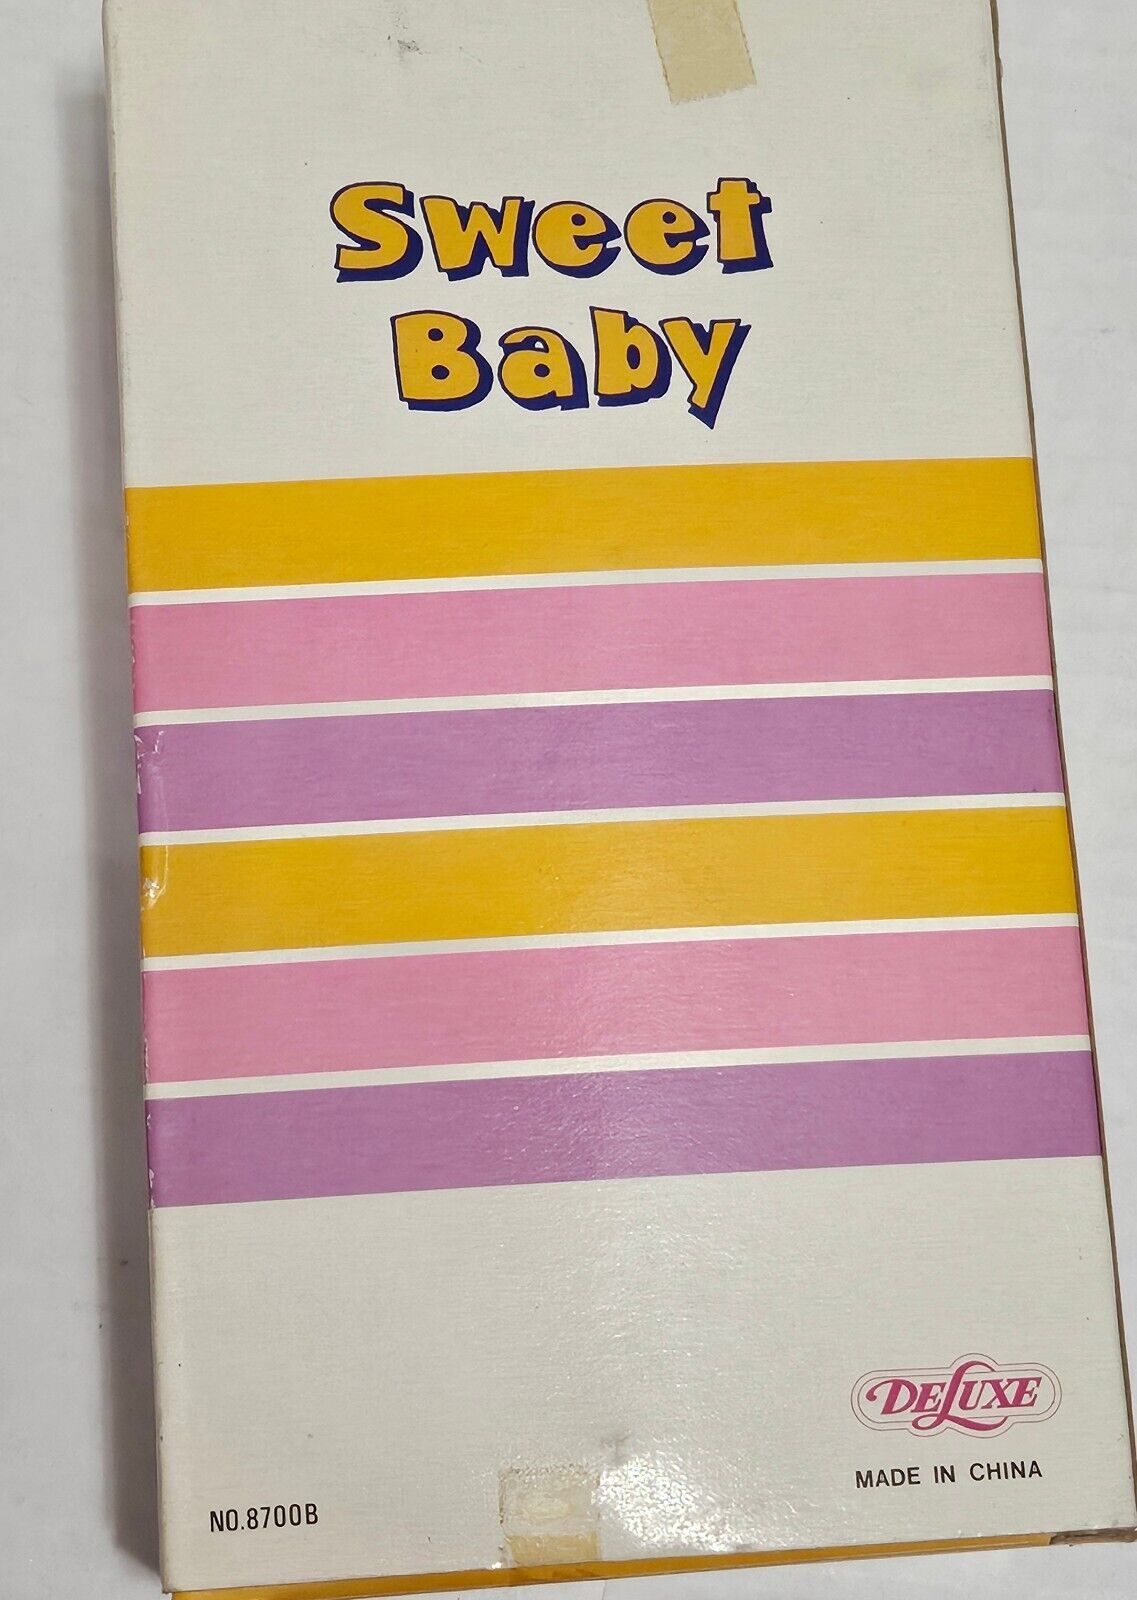 Sweet
Baby
DELUXE
MADE IN CHINA
NO.8700B